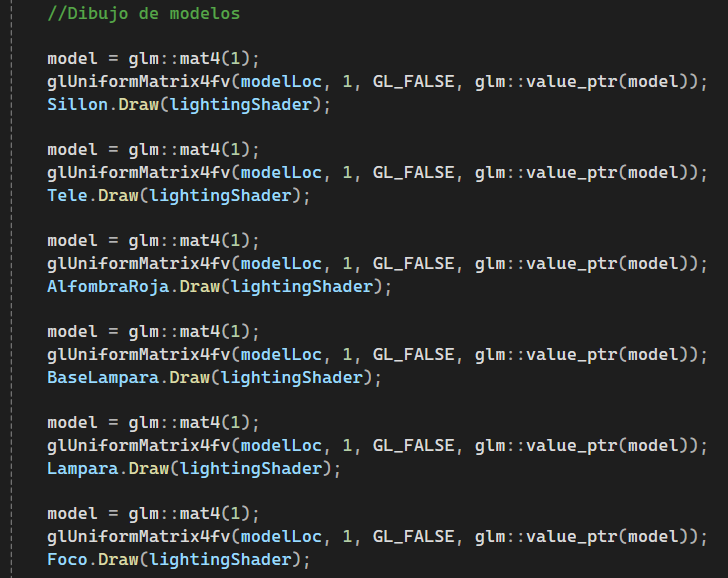 //Dibujo de modelos
model = glm::mat4(1);
glUniformMatrix4fv(modelLoc, 1, GL_FALSE, glm::value_ptr(model));
Sillon.Draw(lightingShader);
model = glm::mat4(1);
glUniformMatrix4fv(modelLoc, 1, GL_FALSE, glm::value_ptr(model));
Tele.Draw(lightingShader);
model = glm::mat4(1);
glUniformMatrix4fv(modelLoc, 1, GL_FALSE, glm::value_ptr(model));
AlfombraRoja.Draw(lightingShader);
model = glm::mat4(1);
glUniformMatrix4fv(modelLoc, 1, GL_FALSE, glm::value_ptr(model));
BaseLampara.Draw(lightingShader);
model = glm::mat4(1);
glUniformMatrix4fv(modelLoc, 1, GL_FALSE, glm::value_ptr(model));
Lampara.Draw(lightingShader);
model = glm::mat4(1);
glUniformMatrix4fv(modelLoc, 1, GL_FALSE, glm::value_ptr(model));
Foco.Draw(lightingShader);